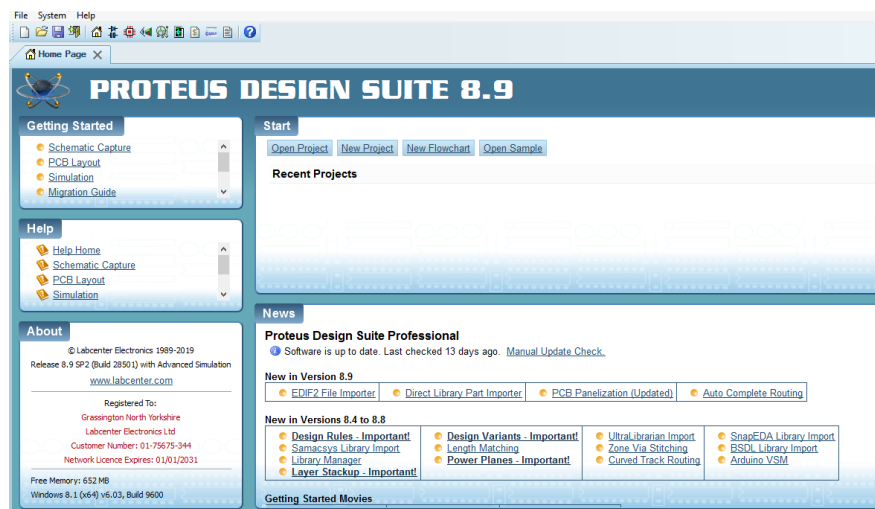 File System Help
Home Page
PROTEUS DESIGN SUITE 8.9
Getting Started
Schematic Capture
PCB Layout
Simulation
Migration Guide
Help
Help Home
Schematic Capture
PCB Layout
Simulation
About
© Labcenter Electronics 1989-2019
Release 8.9 SP2 (Build 28501) with Advanced Simulation
www.labcenter.com
Registered To:
Grassington North Yorkshire
Labcenter Electronics Ltd
Customer Number: 01-75675-344
Network Licence Expires: 01/01/2031
Free Memory: 652 MB
Windows 8.1 (x64) v6.03, Build 9600
Start
Open Project New Project New Flowchart Open Sample
Recent Projects
News
Proteus Design Suite Professional
Software is up to date. Last checked 13 days ago. Manual Update Check.
New in Version 8.9
EDIF2 File Importer Direct Library Part Importer PCB Panelization (Updated) Auto Complete Routing
New in Versions 8.4 to 8.8
Design Rules - Important! Design Variants - Important! UltraLibrarian Import SnapEDA Library Import
Samacsys Library Import Length Matching Zone Via Stitching BSDL Library Import
Library Manager Power Planes - Important! Curved Track Routing Arduino VSM
Layer Stackup - Important!
Getting Started Movies